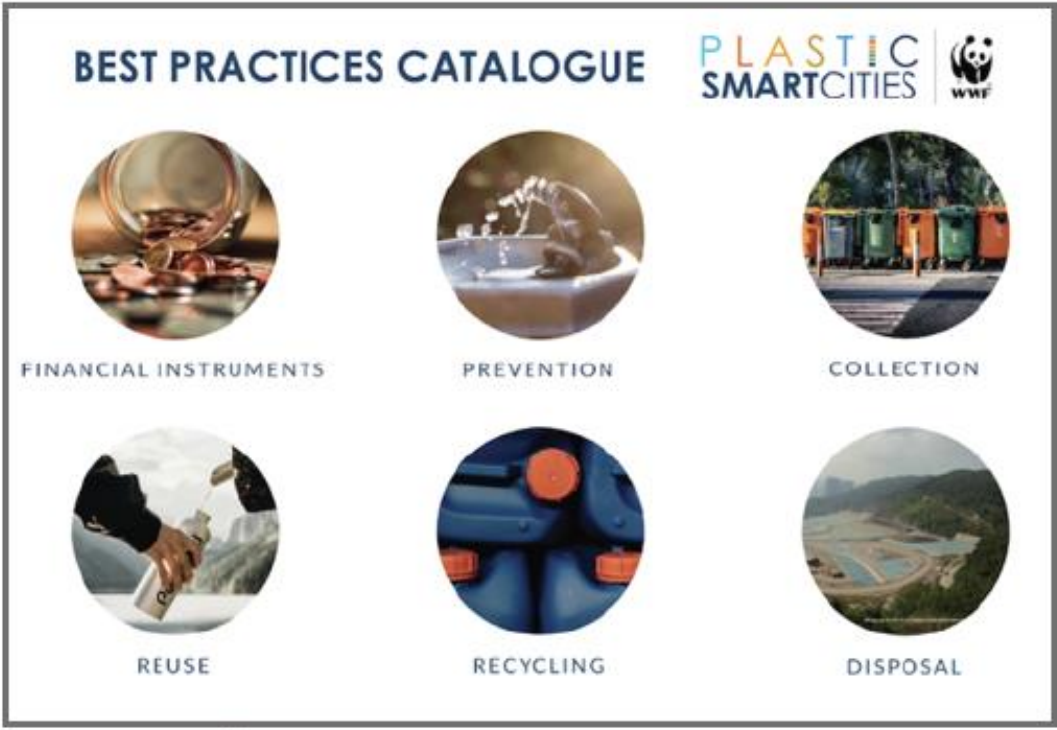 BEST PRACTICES CATALOGUE
PLASTIC
SMARTCITIES
WWF
FINANCIAL INSTRUMENTS
PREVENTION
COLLECTION
REUSE
RECYCLING
DISPOSAL